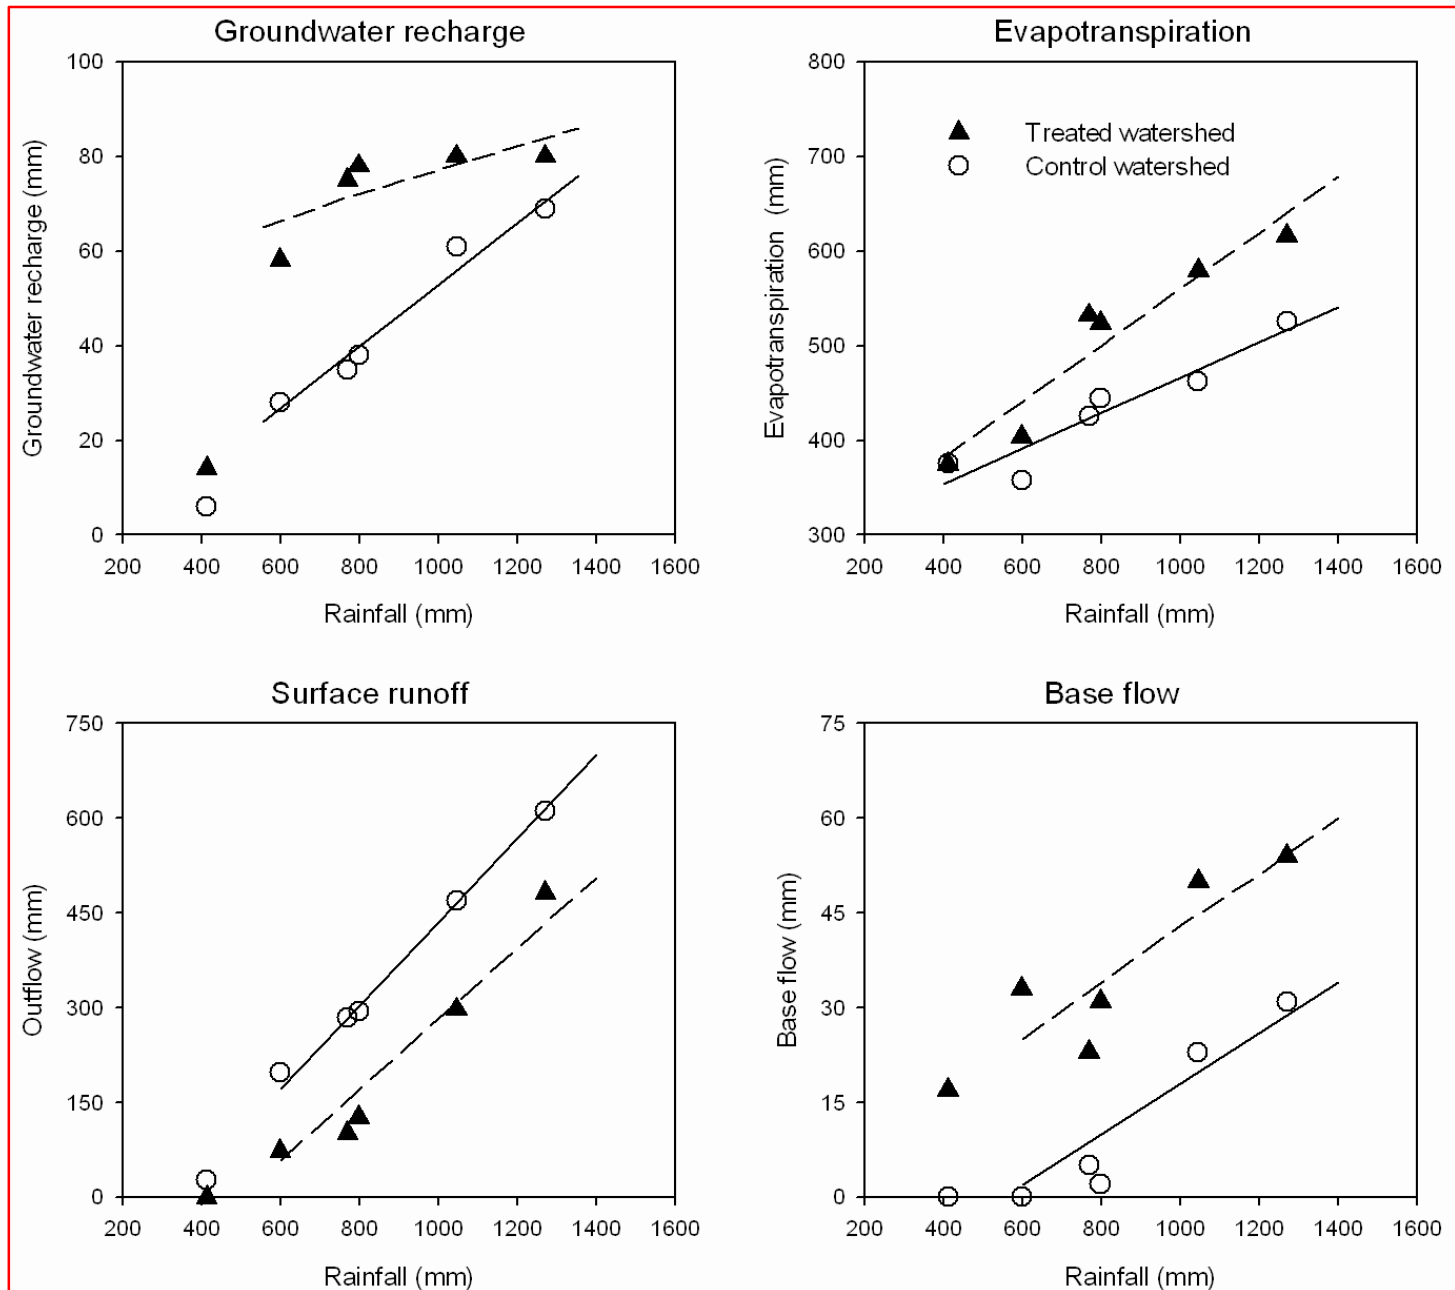 Groundwater recharge
100
80
60
40
20
0
Groundwater recharge (mm)
200 400 600 800 1000 1200 1400 1600
Rainfall (mm)
Evapotranspiration
800
700
600
500
400
300
Evapotranspiration (mm)
Treated watershed
Control watershed
200 400 600 800 1000 1200 1400 1600
Rainfall (mm)
Surface runoff
750
600
450
300
150
0
Outflow (mm)
200 400 600 800 1000 1200 1400 1600
Rainfall (mm)
Base flow
75
60
45
30
15
0
Base flow (mm)
200 400 600 800 1000 1200 1400 1600
Rainfall (mm)